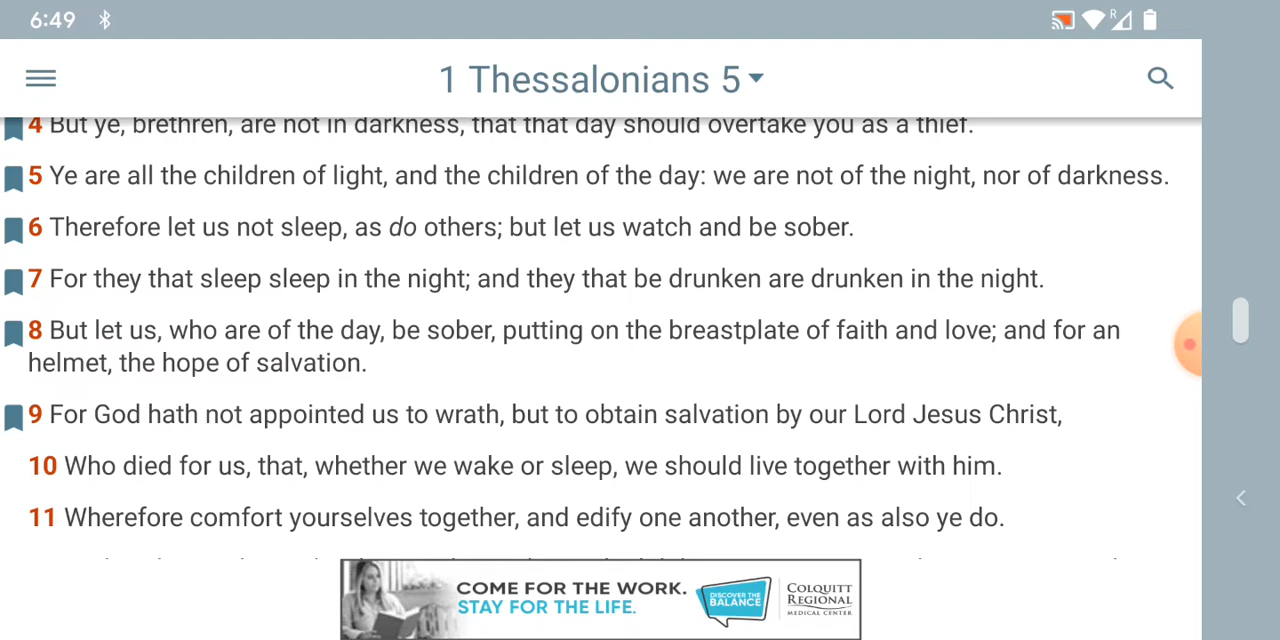 6:49
R
1 Thessalonians 5
4 But ye, brethren, are not in darkness, that that day should overtake you as a thief.
5 Ye are all the children of light, and the children of the day: we are not of the night, nor of darkness.
6 Therefore let us not sleep, as do others; but let us watch and be sober.
7 For they that sleep sleep in the night; and they that be drunken are drunken in the night.
8 But let us, who are of the day, be sober, putting on the breastplate of faith and love; and for an
helmet, the hope of salvation.
9 For God hath not appointed us to wrath, but to obtain salvation by our Lord Jesus Christ,
10 Who died for us, that, whether we wake or sleep, we should live together with him.
11 Wherefore comfort yourselves together, and edify one another, even as also ye do.
COME FOR THE WORK.
STAY FOR THE LIFE.
DISCOVER THE
BALANCE
COLQUITT
REGIONAL
MEDICAL CENTER